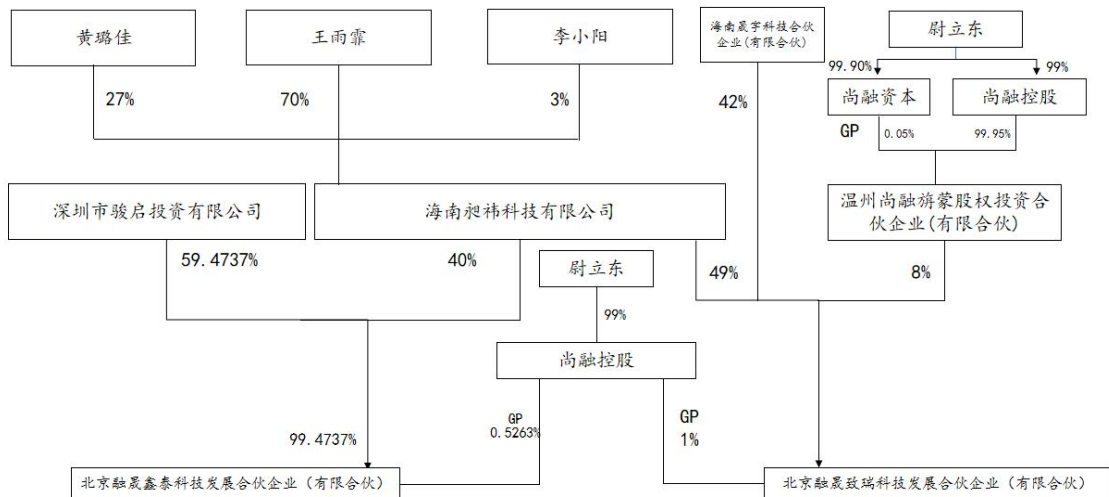 黄璐佳
王雨霏
李小阳
海南晟宇科技合伙
企业(有限合伙)
尉立东
99.90%
99%
27%
70%
3%
42%
尚融资本
尚融控股
GP
0.05%
99.95%
深圳市骏启投资有限公司
海南昶祎科技有限公司
温州尚融旃蒙股权投资合
伙企业(有限合伙)
59.4737%
40%
尉立东
49%
8%
99%
尚融控股
GP
0.5263%
GP
1%
99.4737%
北京融晟鑫泰科技发展合伙企业（有限合伙）
北京融晟致瑞科技发展合伙企业（有限合伙）